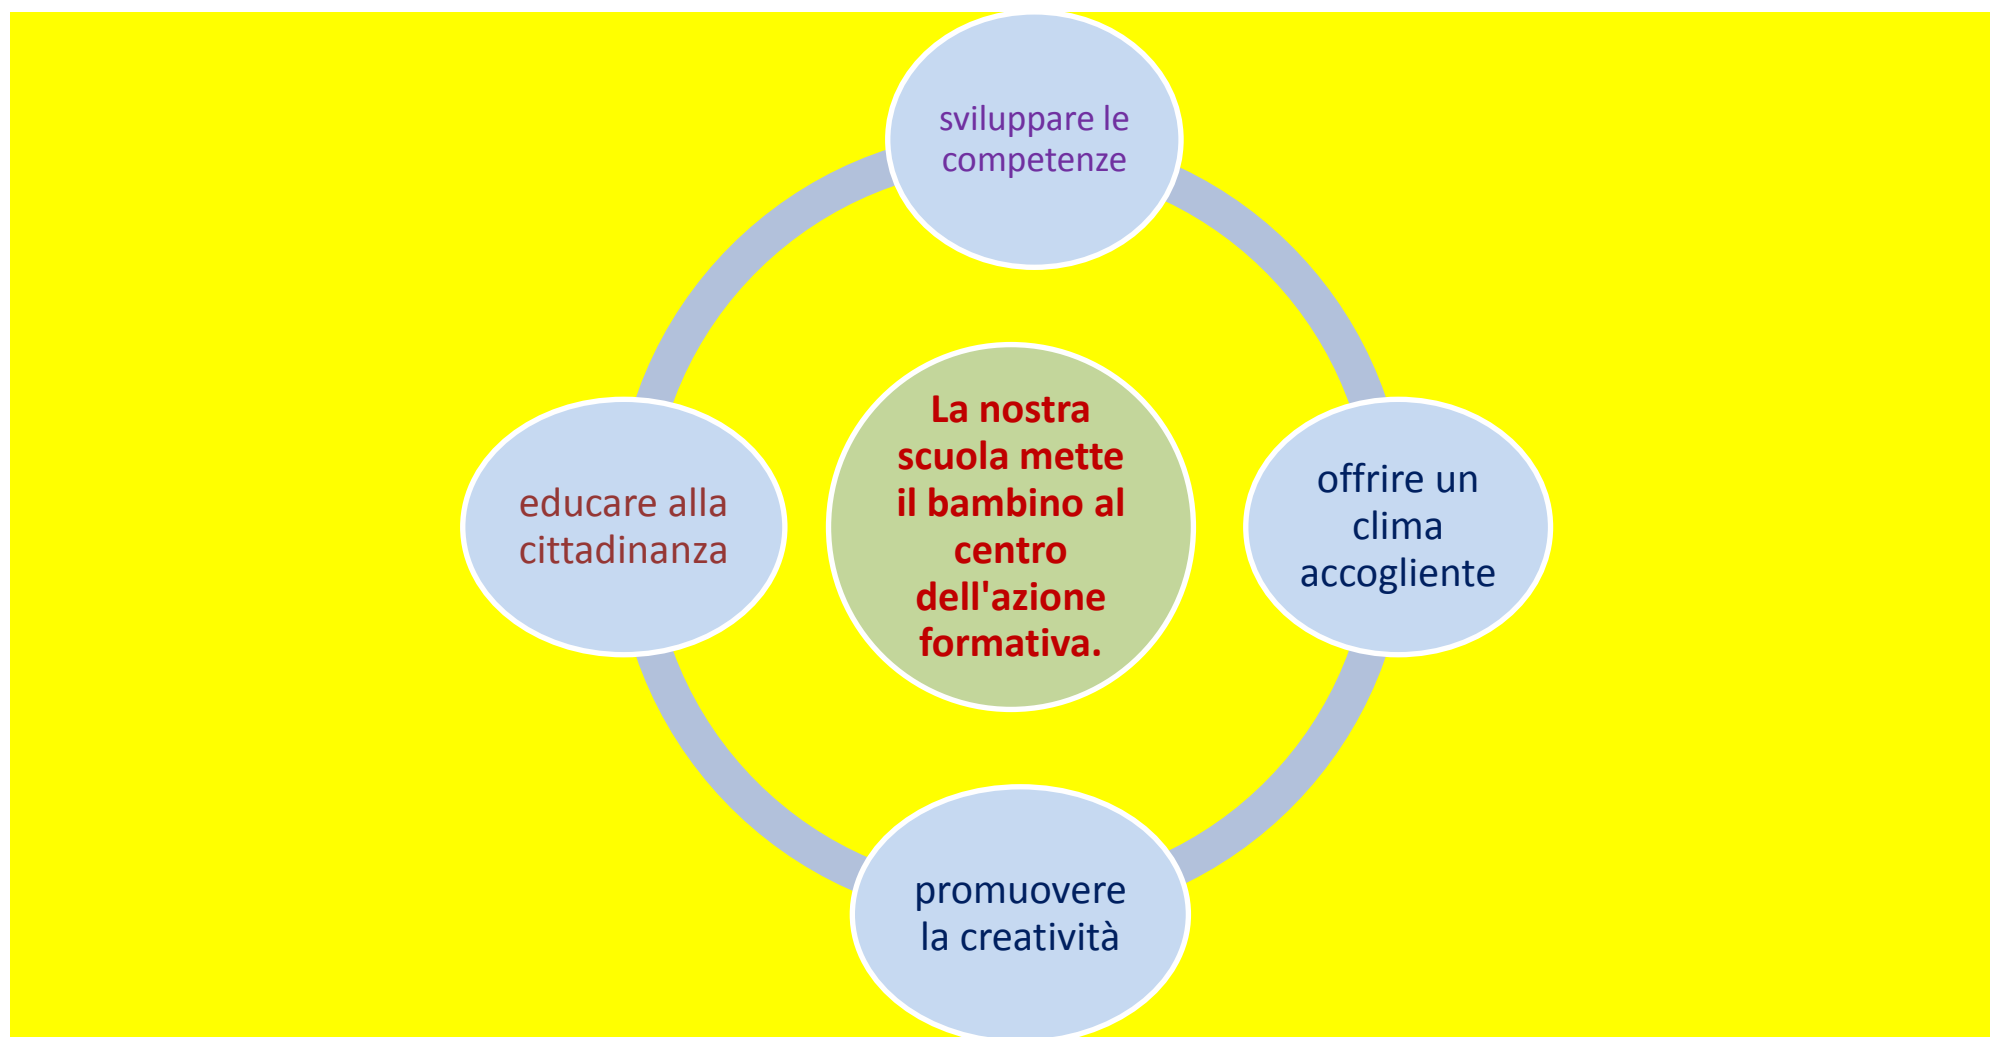 sviluppare le
competenze
La nostra
scuola mette
il bambino al
centro
dell'azione
formativa.
educare alla
cittadinanza
offrire un
clima
accogliente
promuovere
la creatività